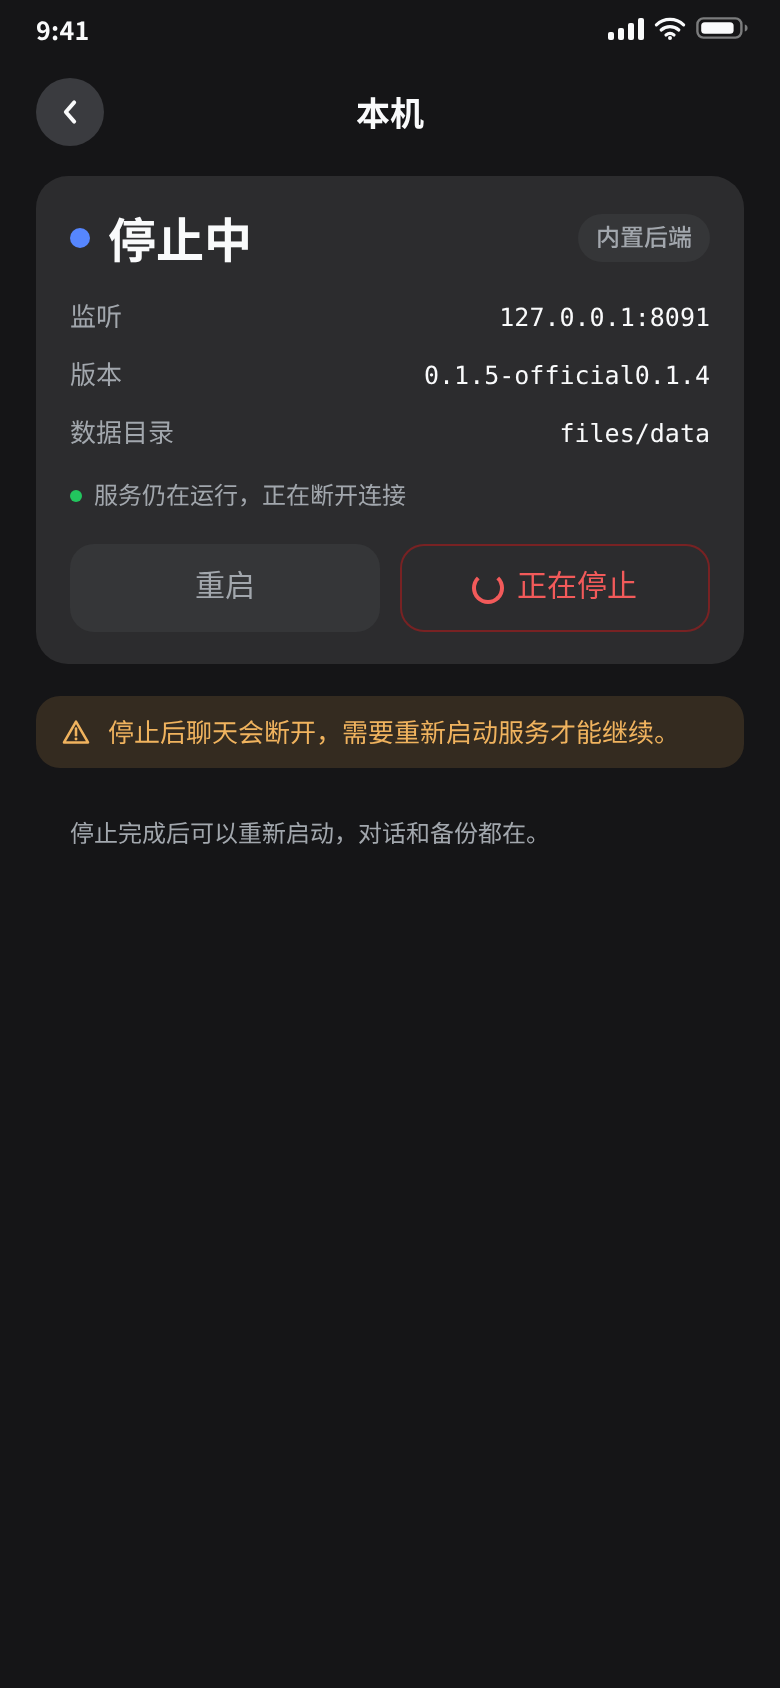 9:41
本机
停止中
内置后端
监听 127.0.0.1:8091
版本 0.1.5-official0.1.4
数据目录 files/data
服务仍在运行，正在断开连接
重启
正在停止
停止后聊天会断开，需要重新启动服务才能继续。
停止完成后可以重新启动，对话和备份都在。